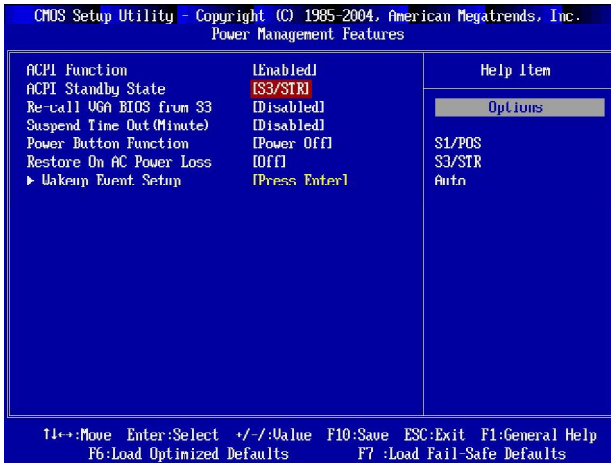 CMOS Setup Utility - Copyright (C) 1985-2004, American Megatrends, Inc.
Power Management Features
ACPI Function [Enabled]
ACPI Standby State [S3/STR]
Re-call VGA BIOS from S3 [Disabled]
Suspend Time Out(Minute) [Disabled]
Power Button Function [Power Off]
Restore On AC Power Loss [Off]
► Wakeup Event Setup [Press Enter]
Help Item
Options
S1/POS
S3/STR
Auto
↑↓←→:Move Enter:Select +/-/:Value F10:Save ESC:Exit F1:General Help
F6:Load Optimized Defaults F7 :Load Fail-Safe Defaults